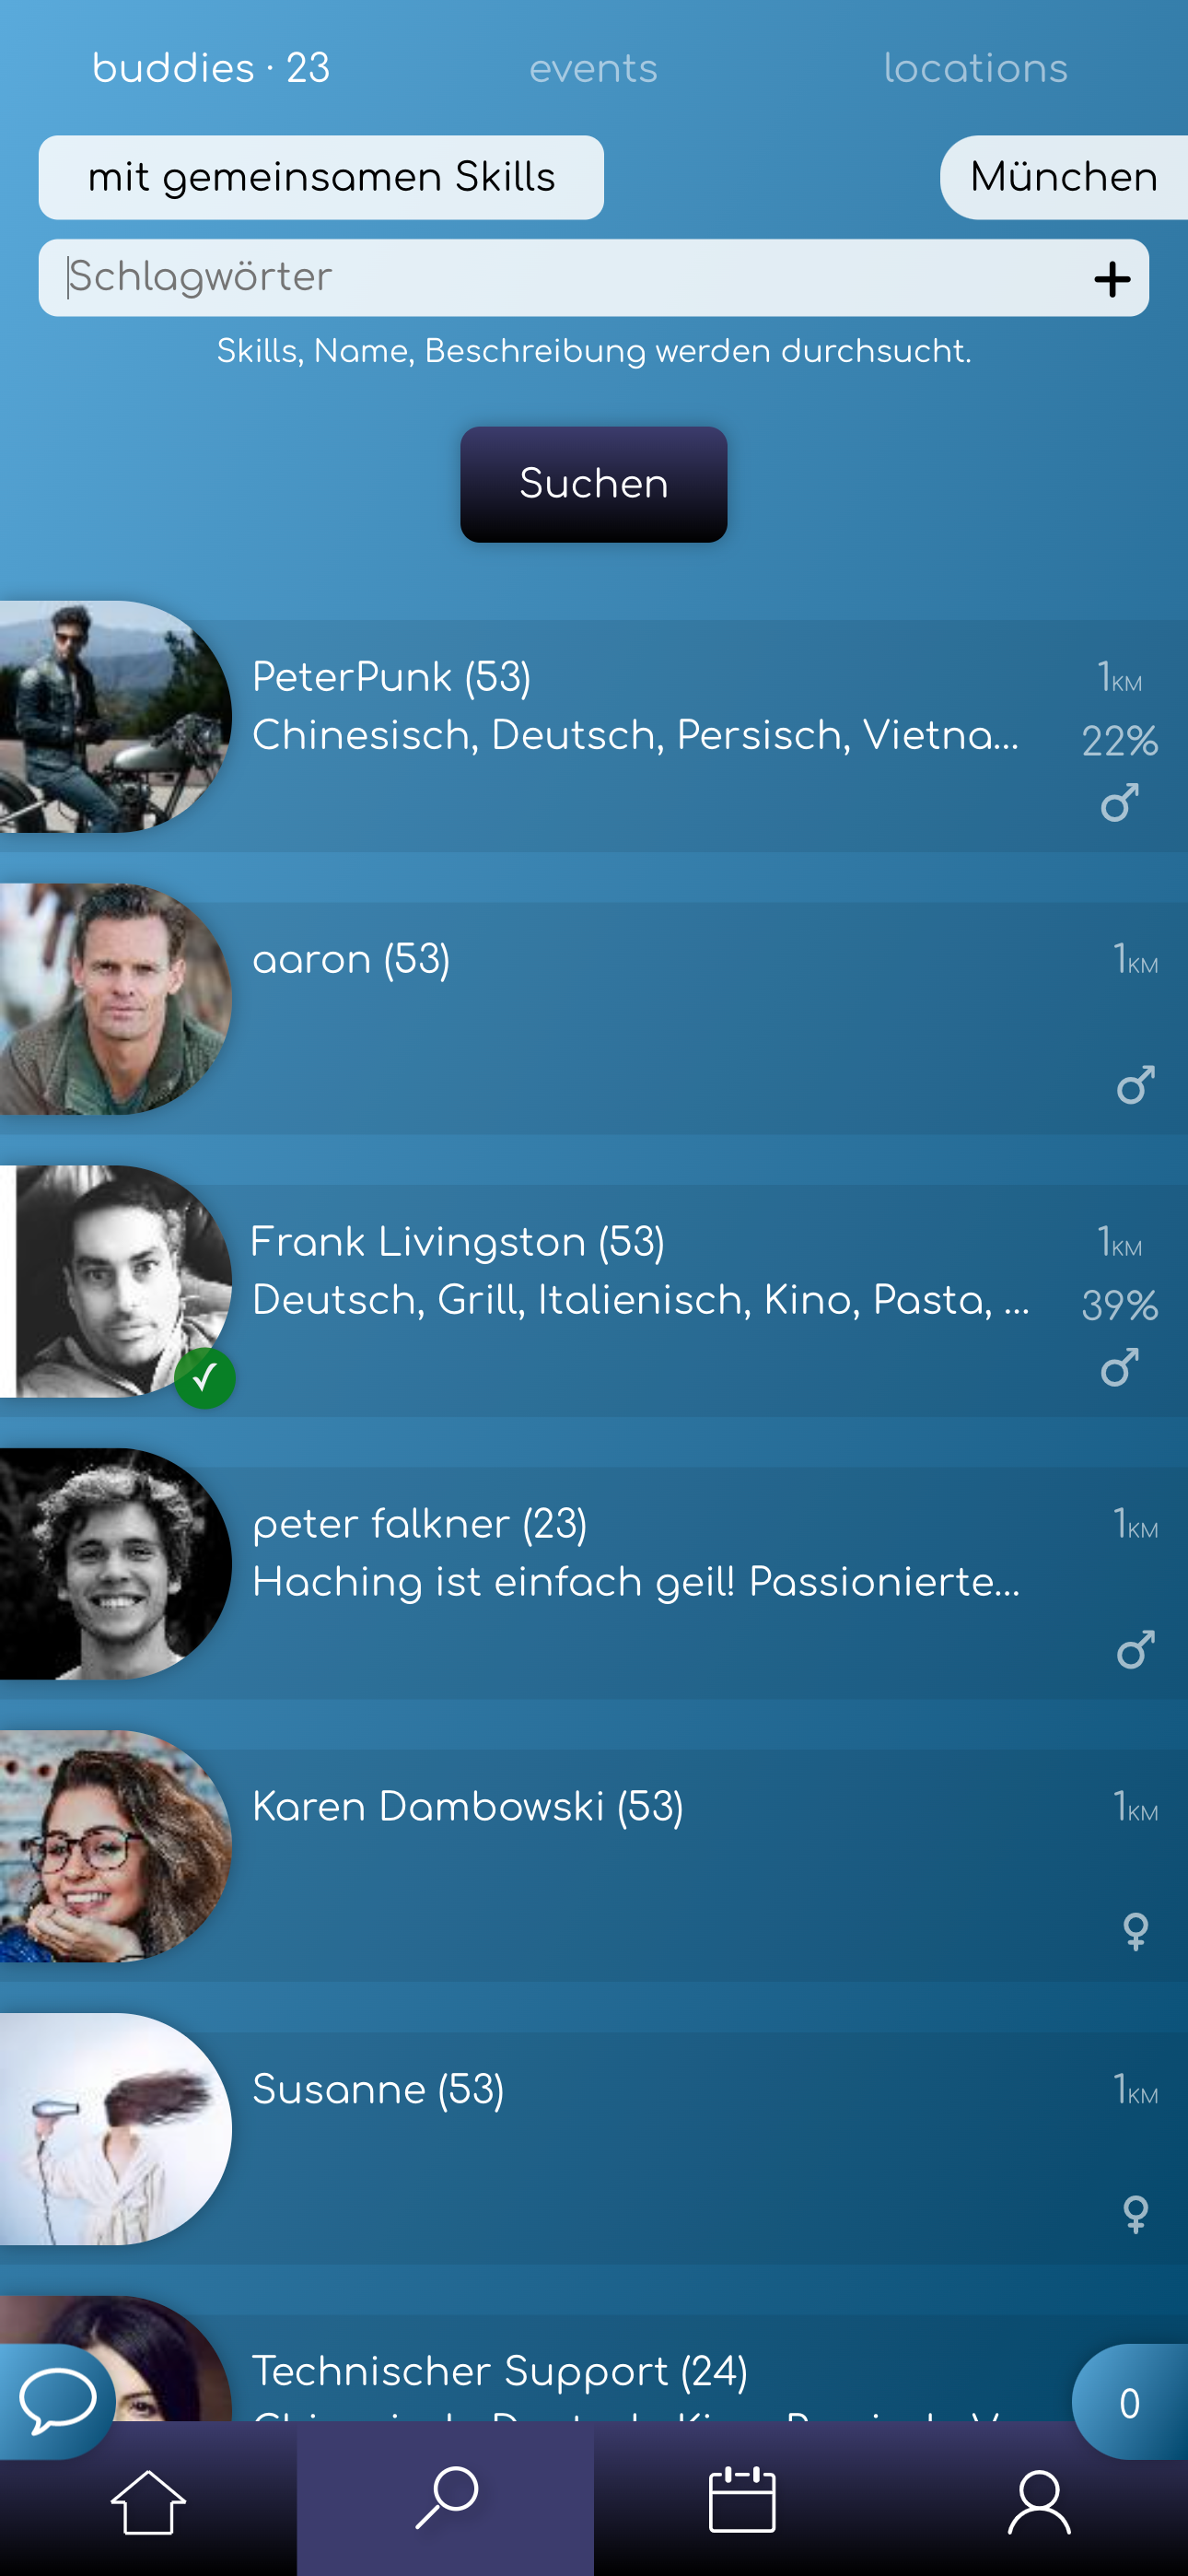 buddies · 23 events locations
mit gemeinsamen Skills München
Schlagwörter +
Skills, Name, Beschreibung werden durchsucht.
Suchen
PeterPunk (53) 1KM
Chinesisch, Deutsch, Persisch, Vietna... 22%
aaron (53) 1KM
Frank Livingston (53) 1KM
Deutsch, Grill, Italienisch, Kino, Pasta, ... 39%
peter falkner (23) 1KM
Haching ist einfach geil! Passionierte...
Karen Dambowski (53) 1KM
Susanne (53) 1KM
Technischer Support (24)
0